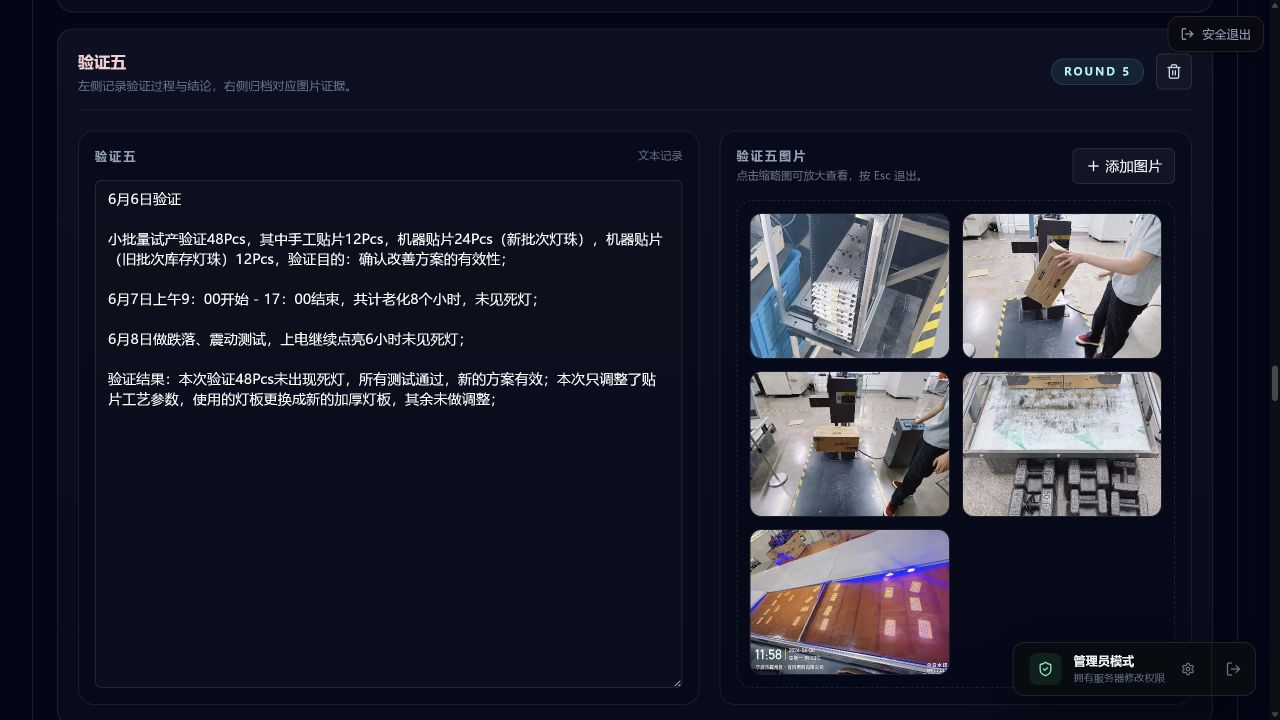 安全退出
验证五
左侧记录验证过程与结论，右侧归档对应图片证据。
ROUND 5
验证五
文本记录
6月6日验证
小批量试产验证48Pcs，其中手工贴片12Pcs，机器贴片24Pcs（新批次灯珠），机器贴片
（旧批次库存灯珠）12Pcs，验证目的：确认改善方案的有效性；
6月7日上午9：00开始 - 17：00结束，共计老化8个小时，未见死灯；
6月8日做跌落、震动测试，上电继续点亮6小时未见死灯；
验证结果：本次验证48Pcs未出现死灯，所有测试通过，新的方案有效；本次只调整了贴
片工艺参数，使用的灯板更换成新的加厚灯板，其余未做调整；
验证五图片
点击缩略图可放大查看，按 Esc 退出。
添加图片
11:58
管理员模式
拥有服务器修改权限